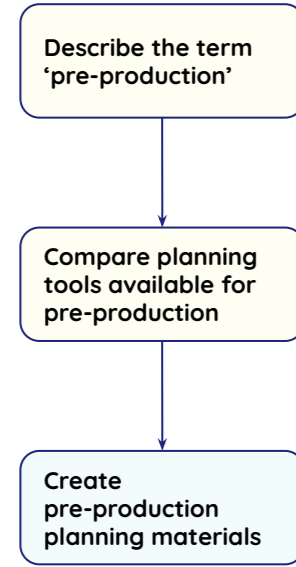 Describe the term
‘pre-production’
Compare planning
tools available for
pre-production
Create
pre-production
planning materials